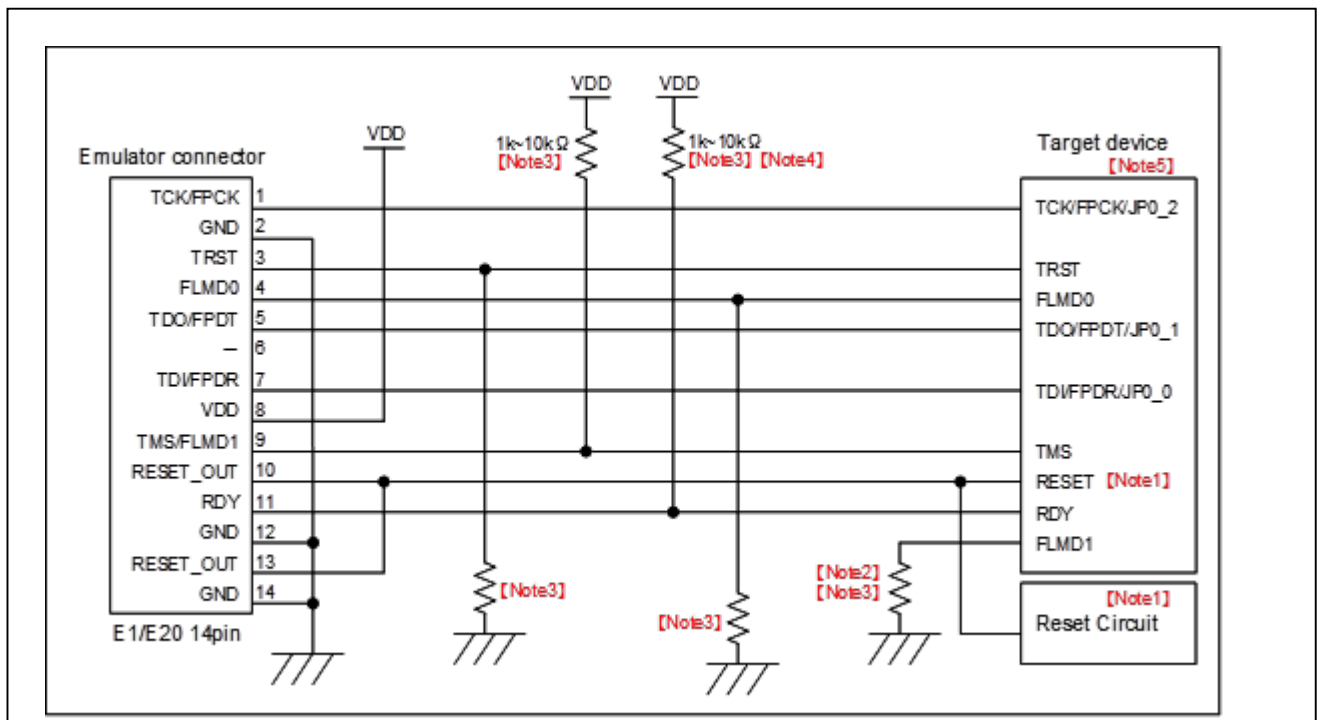 VDD
VDD
VDD
1k~10kΩ
【Note3】
1k~10kΩ
【Note3】【Note4】
Emulator connector
TCK/FPCK 1
GND 2
TRST 3
FLMD0 4
TDO/FPDT 5
— 6
TDI/FPDR 7
VDD 8
TMS/FLMD1 9
RESET_OUT 10
RDY 11
GND 12
RESET_OUT 13
GND 14
E1/E20 14pin
【Note3】
【Note3】
【Note2】
【Note3】
Target device
【Note5】
TCK/FPCK/JP0_2
TRST
FLMD0
TDO/FPDT/JP0_1
TDI/FPDR/JP0_0
TMS
RESET 【Note1】
RDY
FLMD1
【Note1】
Reset Circuit